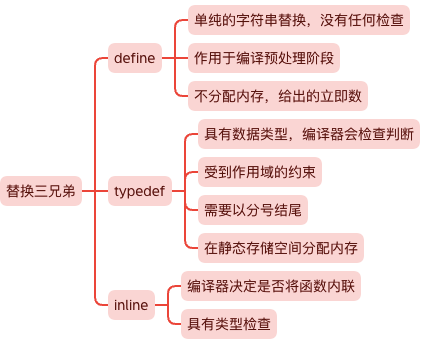 替换三兄弟
define
单纯的字符串替换，没有任何检查
作用于编译预处理阶段
不分配内存，给出的立即数
typedef
具有数据类型，编译器会检查判断
受到作用域的约束
需要以分号结尾
在静态存储空间分配内存
inline
编译器决定是否将函数内联
具有类型检查